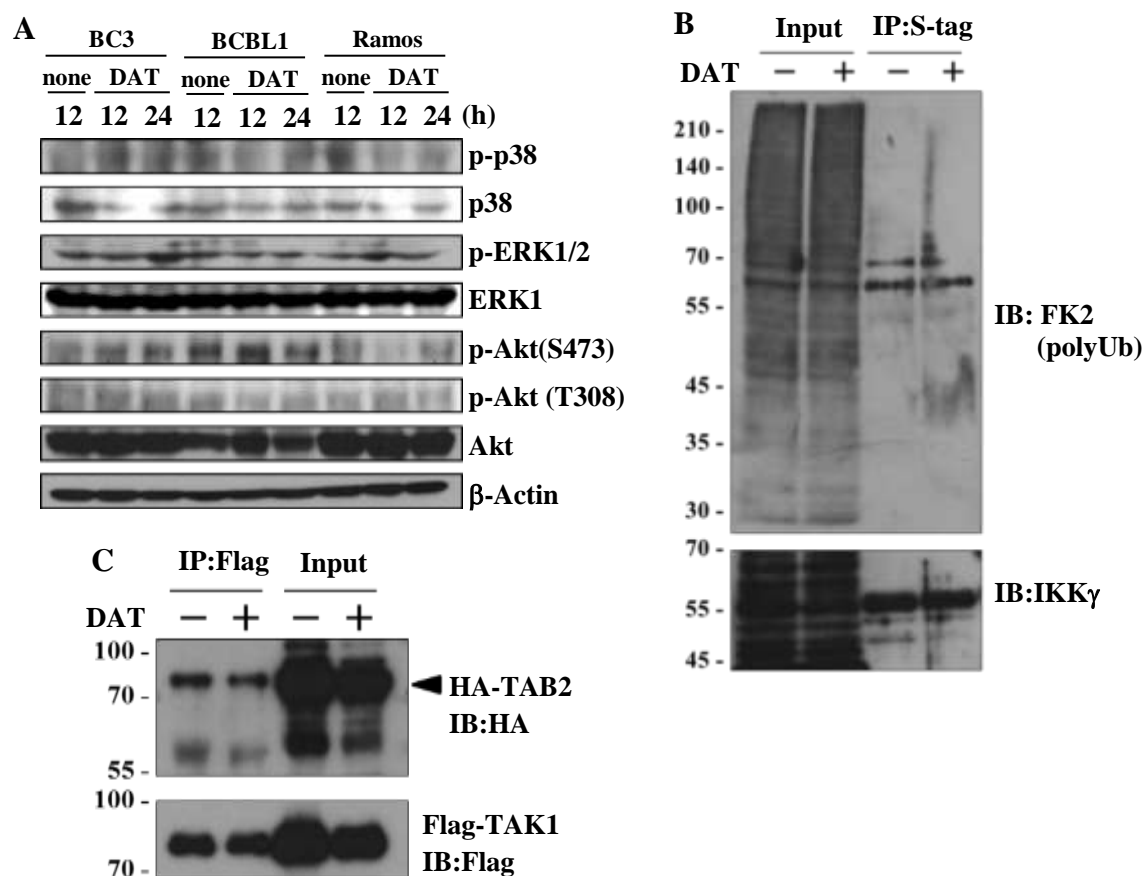 A
BC3 BCBL1 Ramos
none DAT none DAT none DAT
12 12 24 12 12 24 12 12 24 (h)
p-p38
p38
p-ERK1/2
ERK1
p-Akt(S473)
p-Akt (T308)
Akt
β-Actin
B
Input IP:S-tag
DAT − + − +
210 -
140 -
100 -
70 -
55 -
45 -
35 -
30 -
IB: FK2
(polyUb)
70 -
55 -
45 -
IB:IKKγ
C
IP:Flag Input
DAT − + − +
100 -
70 -
55 -
HA-TAB2
IB:HA
100 -
70 -
Flag-TAK1
IB:Flag